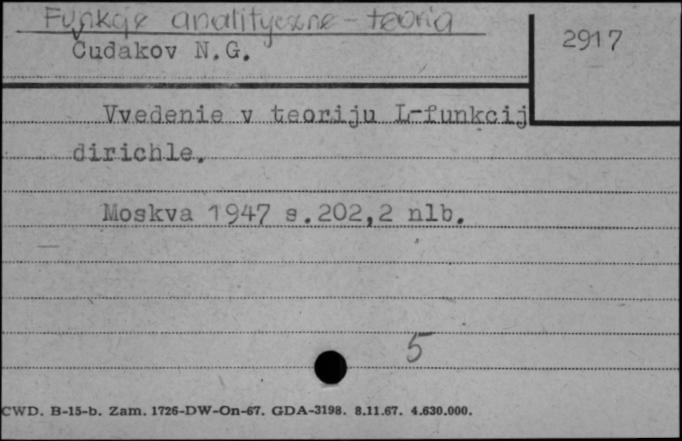 Funkcje analityczne - teoria
Čudakov N.G.
2917
Vvedenie v teoriju L-funkcij
dirichle.
Moskva 1947 s.202,2 nlb.
5
CWD. B-15-b. Zam. 1726-DW-On-67. GDA-3198. 8.11.67. 4.630.000.